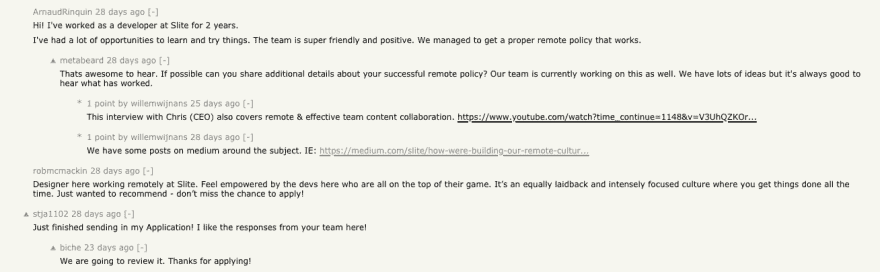 ArnaudRinquin 28 days ago [-]
Hi! I've worked as a developer at Slite for 2 years.
I've had a lot of opportunities to learn and try things. The team is super friendly and positive. We managed to get a proper remote policy that works.
▲ metabeard 28 days ago [-]
Thats awesome to hear. If possible can you share additional details about your successful remote policy? Our team is currently working on this as well. We have lots of ideas but it's always good to
hear what has worked.
* 1 point by willemwijnans 25 days ago [-]
This interview with Chris (CEO) also covers remote & effective team content collaboration. https://www.youtube.com/watch?time_continue=1148&v=V3UhQZKOr...
* 1 point by willemwijnans 28 days ago [-]
We have some posts on medium around the subject. IE: https://medium.com/slite/how-were-building-our-remote-cultur...
robmcmackin 28 days ago [-]
Designer here working remotely at Slite. Feel empowered by the devs here who are all on the top of their game. It's an equally laidback and intensely focused culture where you get things done all the
time. Just wanted to recommend - don't miss the chance to apply!
▲ stja1102 28 days ago [-]
Just finished sending in my Application! I like the responses from your team here!
▲ biche 23 days ago [-]
We are going to review it. Thanks for applying!